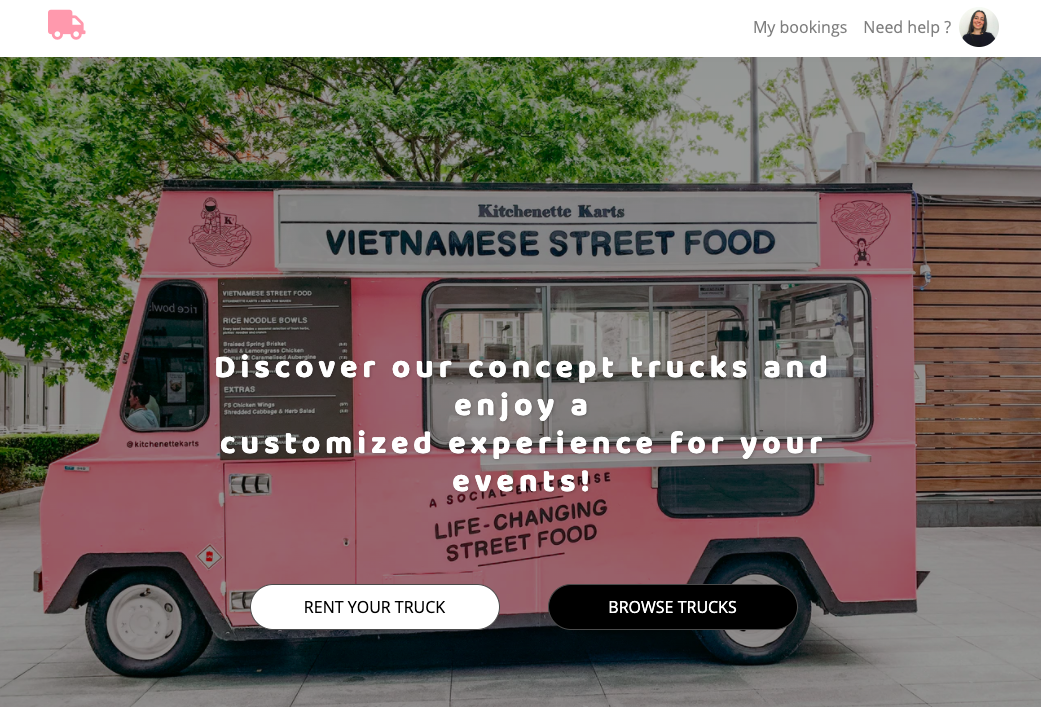 My bookings Need help ?
Kitchenette Karts
VIETNAMESE STREET FOOD
K
rice bowls
VIETNAMESE STREET FOOD
RICE NOODLE BOWLS
Braised Spring Brisket
Chilli & Lemongrass Chicken
Caramelised Aubergine
Discover our concept trucks and
enjoy a
customized experience for your
events!
EXTRAS
FS Chicken Wings
Shredded Cabbage & Herb Salad
@kitchenettekarts
A SOCIAL ENTERPRISE
LIFE-CHANGING
STREET FOOD
RENT YOUR TRUCK
BROWSE TRUCKS